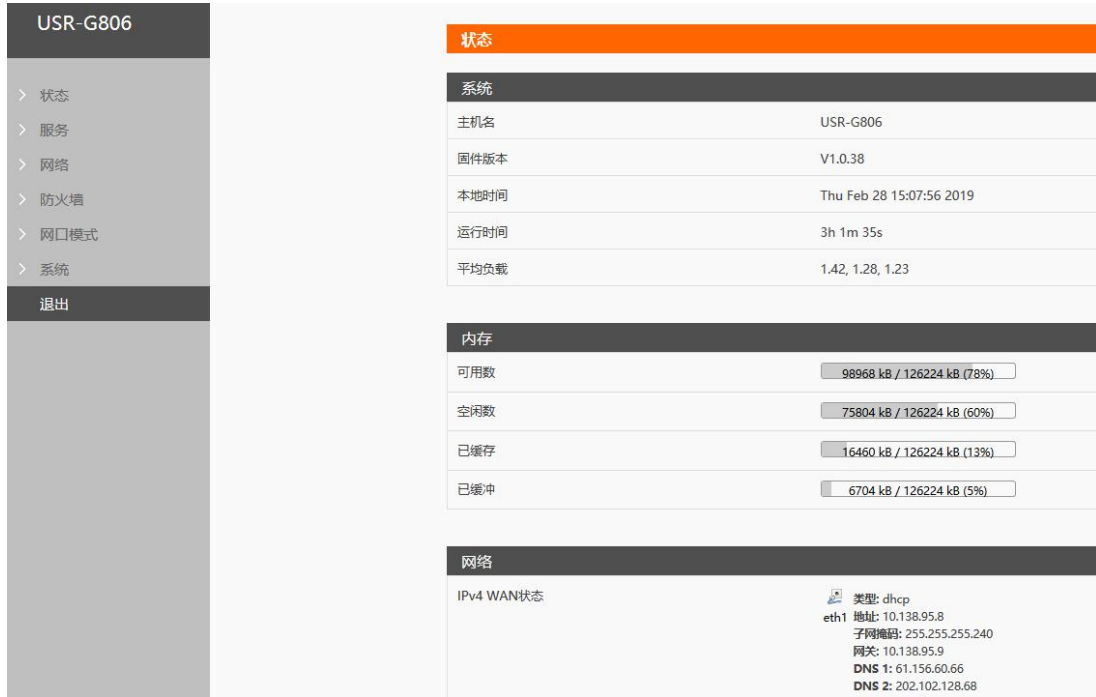 USR-G806
状态
服务
网络
防火墙
网口模式
系统
退出
状态
系统
主机名 USR-G806
固件版本 V1.0.38
本地时间 Thu Feb 28 15:07:56 2019
运行时间 3h 1m 35s
平均负载 1.42, 1.28, 1.23
内存
可用数 98968 kB / 126224 kB (78%)
空闲数 75804 kB / 126224 kB (60%)
已缓存 16460 kB / 126224 kB (13%)
已缓冲 6704 kB / 126224 kB (5%)
网络
IPv4 WAN状态 类型: dhcp
eth1 地址: 10.138.95.8
子网掩码: 255.255.255.240
网关: 10.138.95.9
DNS 1: 61.156.60.66
DNS 2: 202.102.128.68